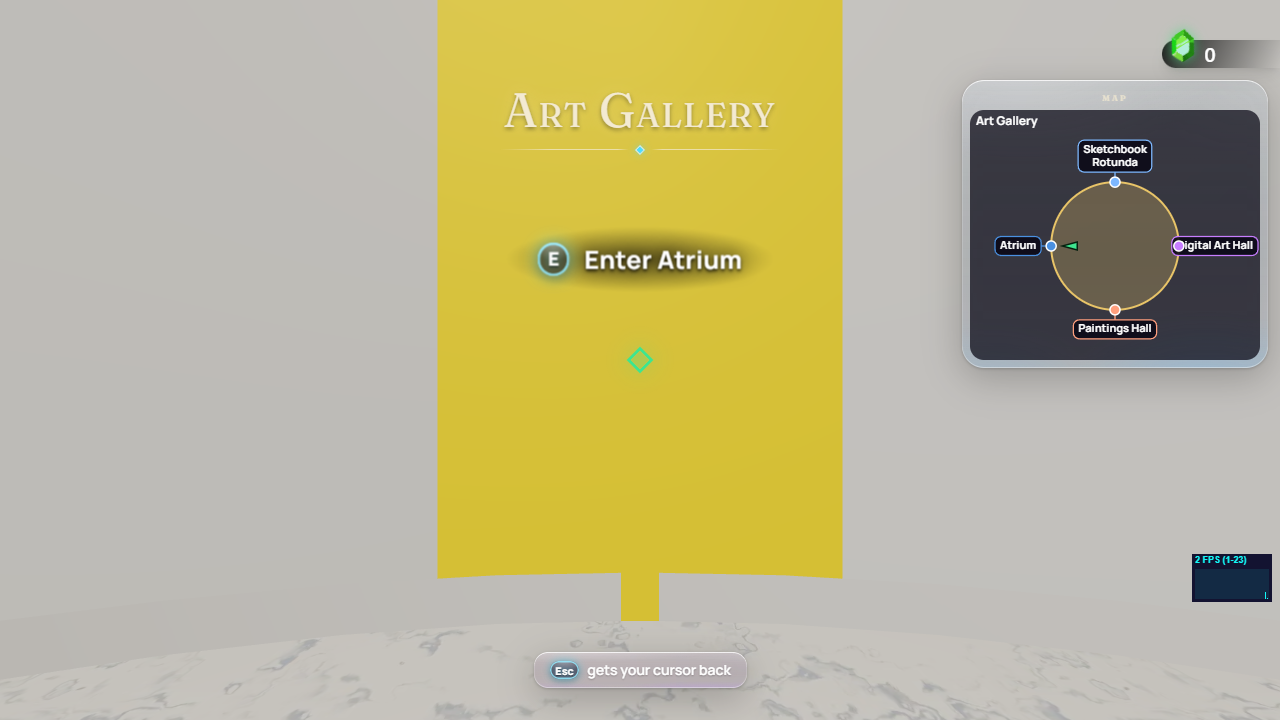 Art Gallery
E Enter Atrium
Esc gets your cursor back
0
MAP
Art Gallery
Sketchbook
Rotunda
Atrium
igital Art Hall
Paintings Hall
2 FPS (1-23)